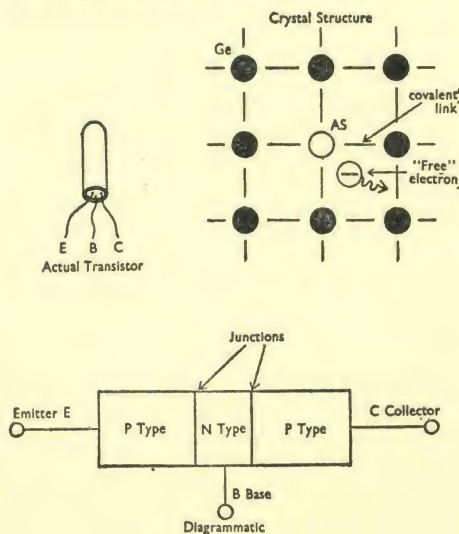 Crystal Structure
Ge
covalent
link
AS
"Free"
electron
E B C
Actual Transistor
Junctions
Emitter E
P Type
N Type
P Type
C Collector
B Base
Diagrammatic